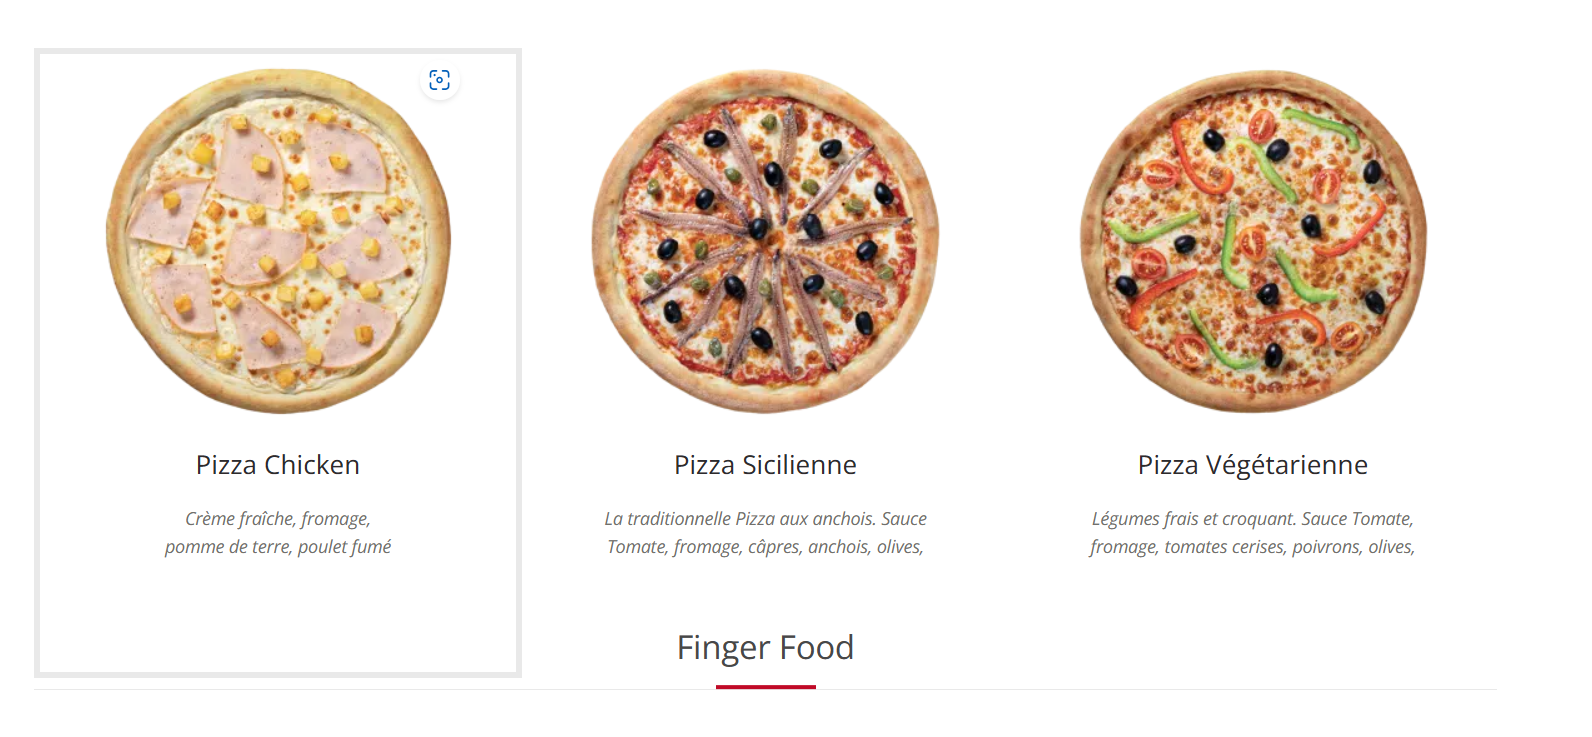 Pizza Chicken
Crème fraîche, fromage,
pomme de terre, poulet fumé
Pizza Sicilienne
La traditionnelle Pizza aux anchois. Sauce
Tomate, fromage, câpres, anchois, olives,
Pizza Végétarienne
Légumes frais et croquant. Sauce Tomate,
fromage, tomates cerises, poivrons, olives,
Finger Food